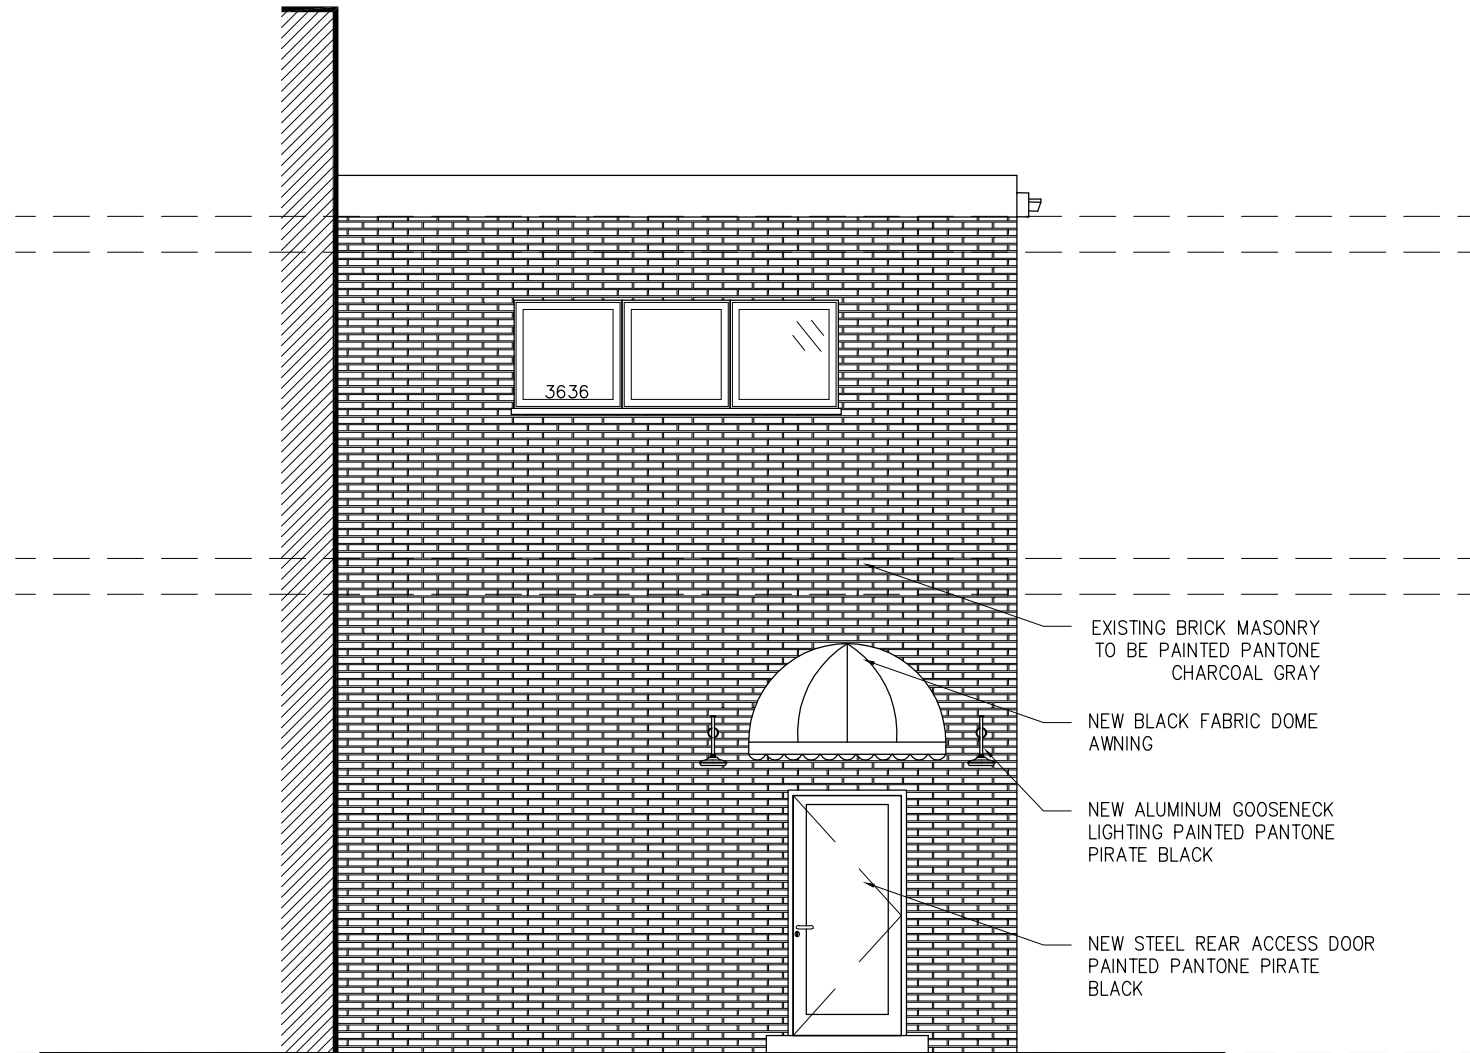 3636
EXISTING BRICK MASONRY
TO BE PAINTED PANTONE
CHARCOAL GRAY
NEW BLACK FABRIC DOME
AWNING
NEW ALUMINUM GOOSENECK
LIGHTING PAINTED PANTONE
PIRATE BLACK
NEW STEEL REAR ACCESS DOOR
PAINTED PANTONE PIRATE
BLACK